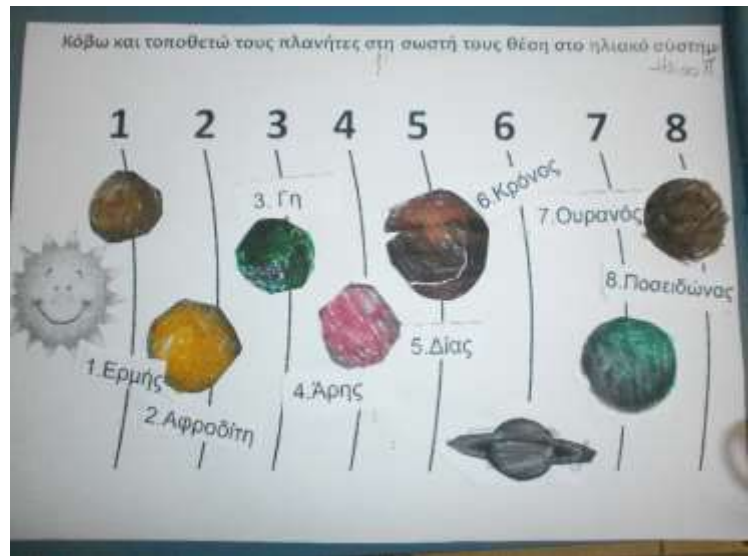 Κόβω και τοποθετώ τους πλανήτες στη σωστή τους θέση στο ηλιακό σύστημ
1 2 3 4 5 6 7 8
3. Γη
6.Κρόνος
7.Ουρανός
8.Ποσειδώνας
5.Δίας
1.Ερμής
4.Άρης
2.Αφροδίτη